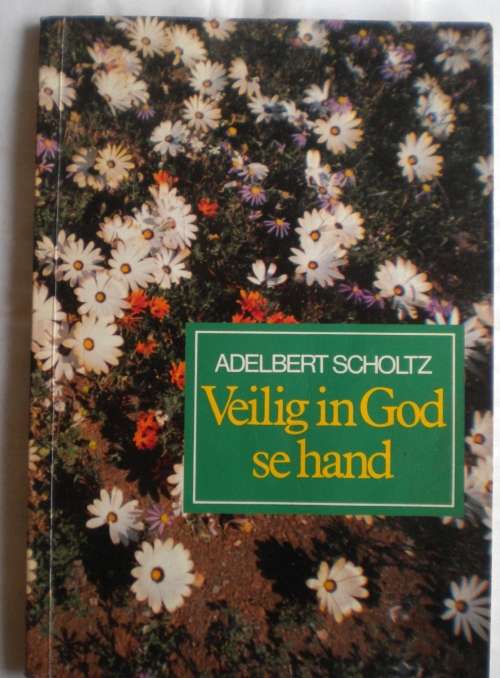 ADELBERT SCHOLTZ
Veilig in God
se hand